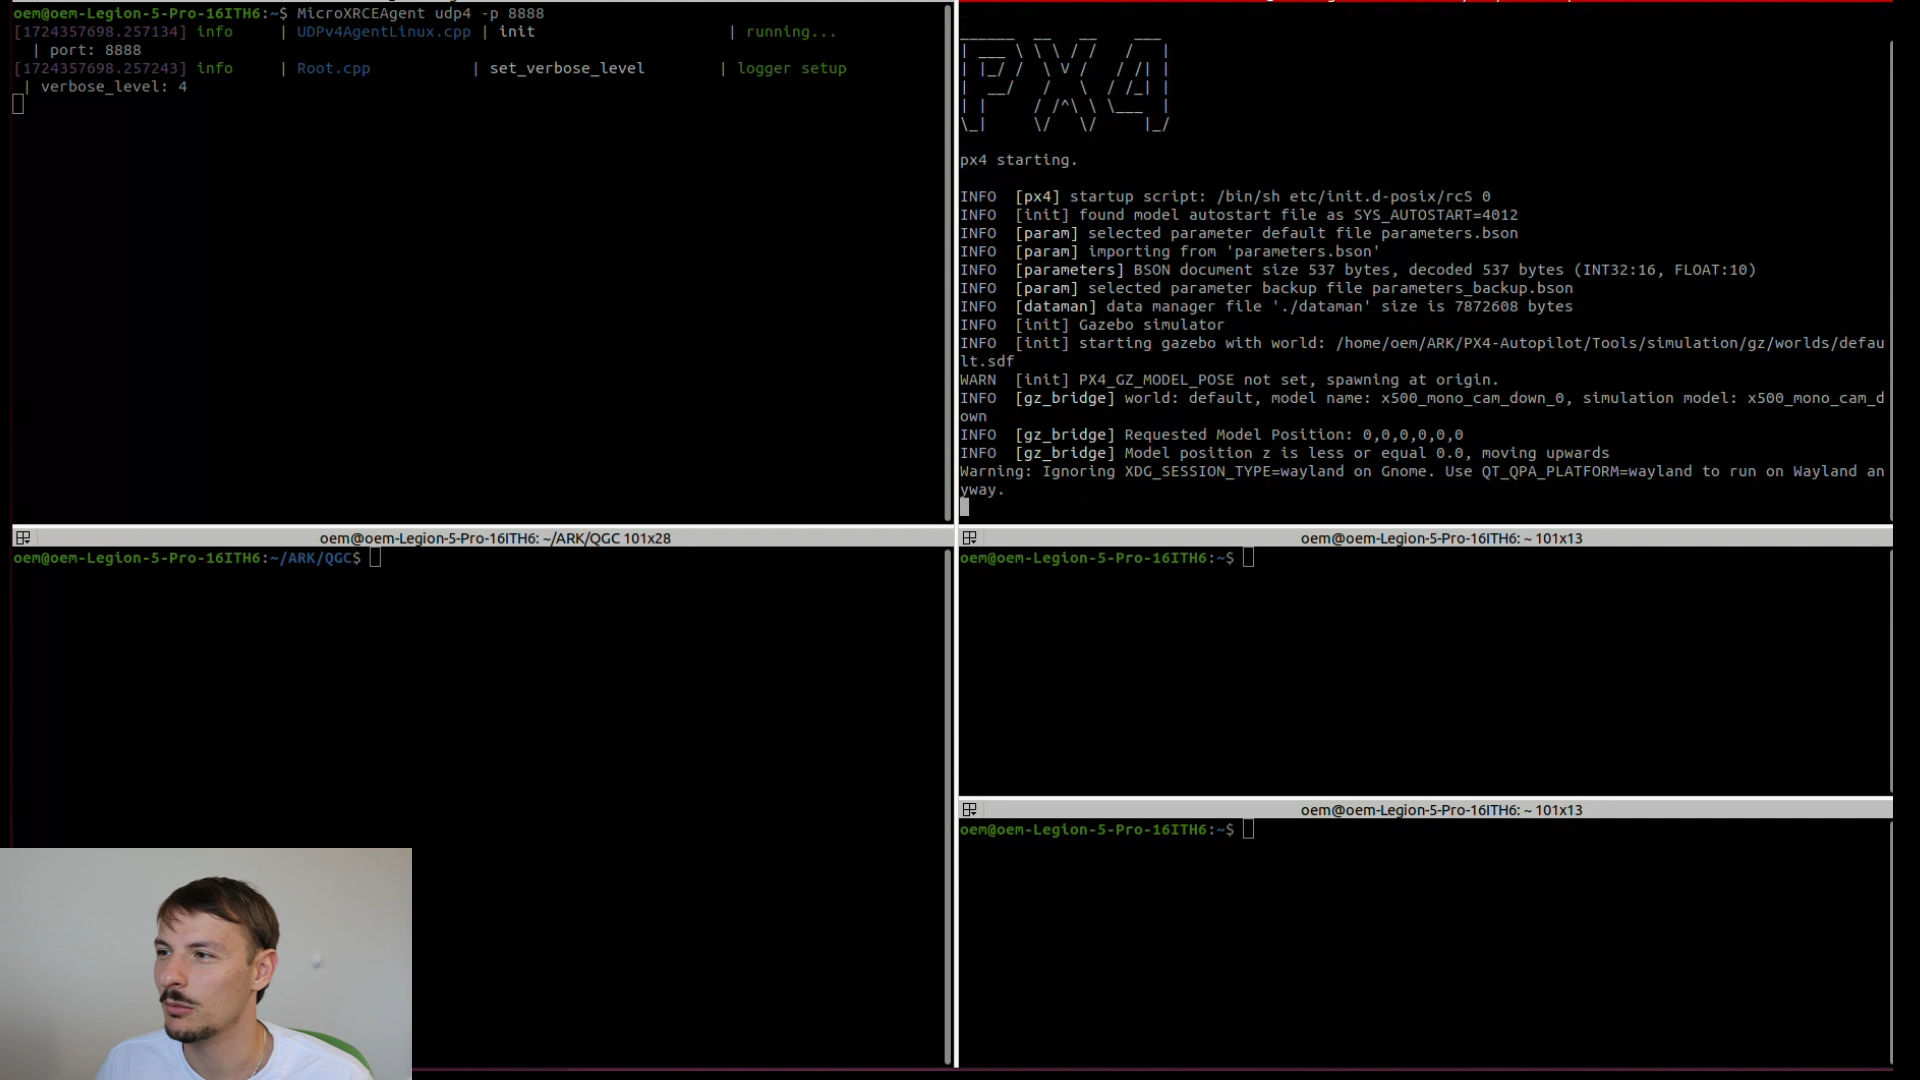 oem@oem-Legion-5-Pro-16ITH6:~$ MicroXRCEAgent udp4 -p 8888
[1724357698.257134] info | UDPv4AgentLinux.cpp | init | running...
| port: 8888
[1724357698.257243] info | Root.cpp | set_verbose_level | logger setup
| verbose_level: 4
PX4
px4 starting.
INFO [px4] startup script: /bin/sh etc/init.d-posix/rcS 0
INFO [init] found model autostart file as SYS_AUTOSTART=4012
INFO [param] selected parameter default file parameters.bson
INFO [param] importing from 'parameters.bson'
INFO [parameters] BSON document size 537 bytes, decoded 537 bytes (INT32:16, FLOAT:10)
INFO [param] selected parameter backup file parameters_backup.bson
INFO [dataman] data manager file './dataman' size is 7872608 bytes
INFO [init] Gazebo simulator
INFO [init] starting gazebo with world: /home/oem/ARK/PX4-Autopilot/Tools/simulation/gz/worlds/defau
lt.sdf
WARN [init] PX4_GZ_MODEL_POSE not set, spawning at origin.
INFO [gz_bridge] world: default, model name: x500_mono_cam_down_0, simulation model: x500_mono_cam_d
own
INFO [gz_bridge] Requested Model Position: 0,0,0,0,0,0
INFO [gz_bridge] Model position z is less or equal 0.0, moving upwards
Warning: Ignoring XDG_SESSION_TYPE=wayland on Gnome. Use QT_QPA_PLATFORM=wayland to run on Wayland an
yway.
oem@oem-Legion-5-Pro-16ITH6: ~/ARK/QGC 101x28
oem@oem-Legion-5-Pro-16ITH6:~/ARK/QGC$
oem@oem-Legion-5-Pro-16ITH6: ~ 101x13
oem@oem-Legion-5-Pro-16ITH6:~$
oem@oem-Legion-5-Pro-16ITH6: ~ 101x13
oem@oem-Legion-5-Pro-16ITH6:~$